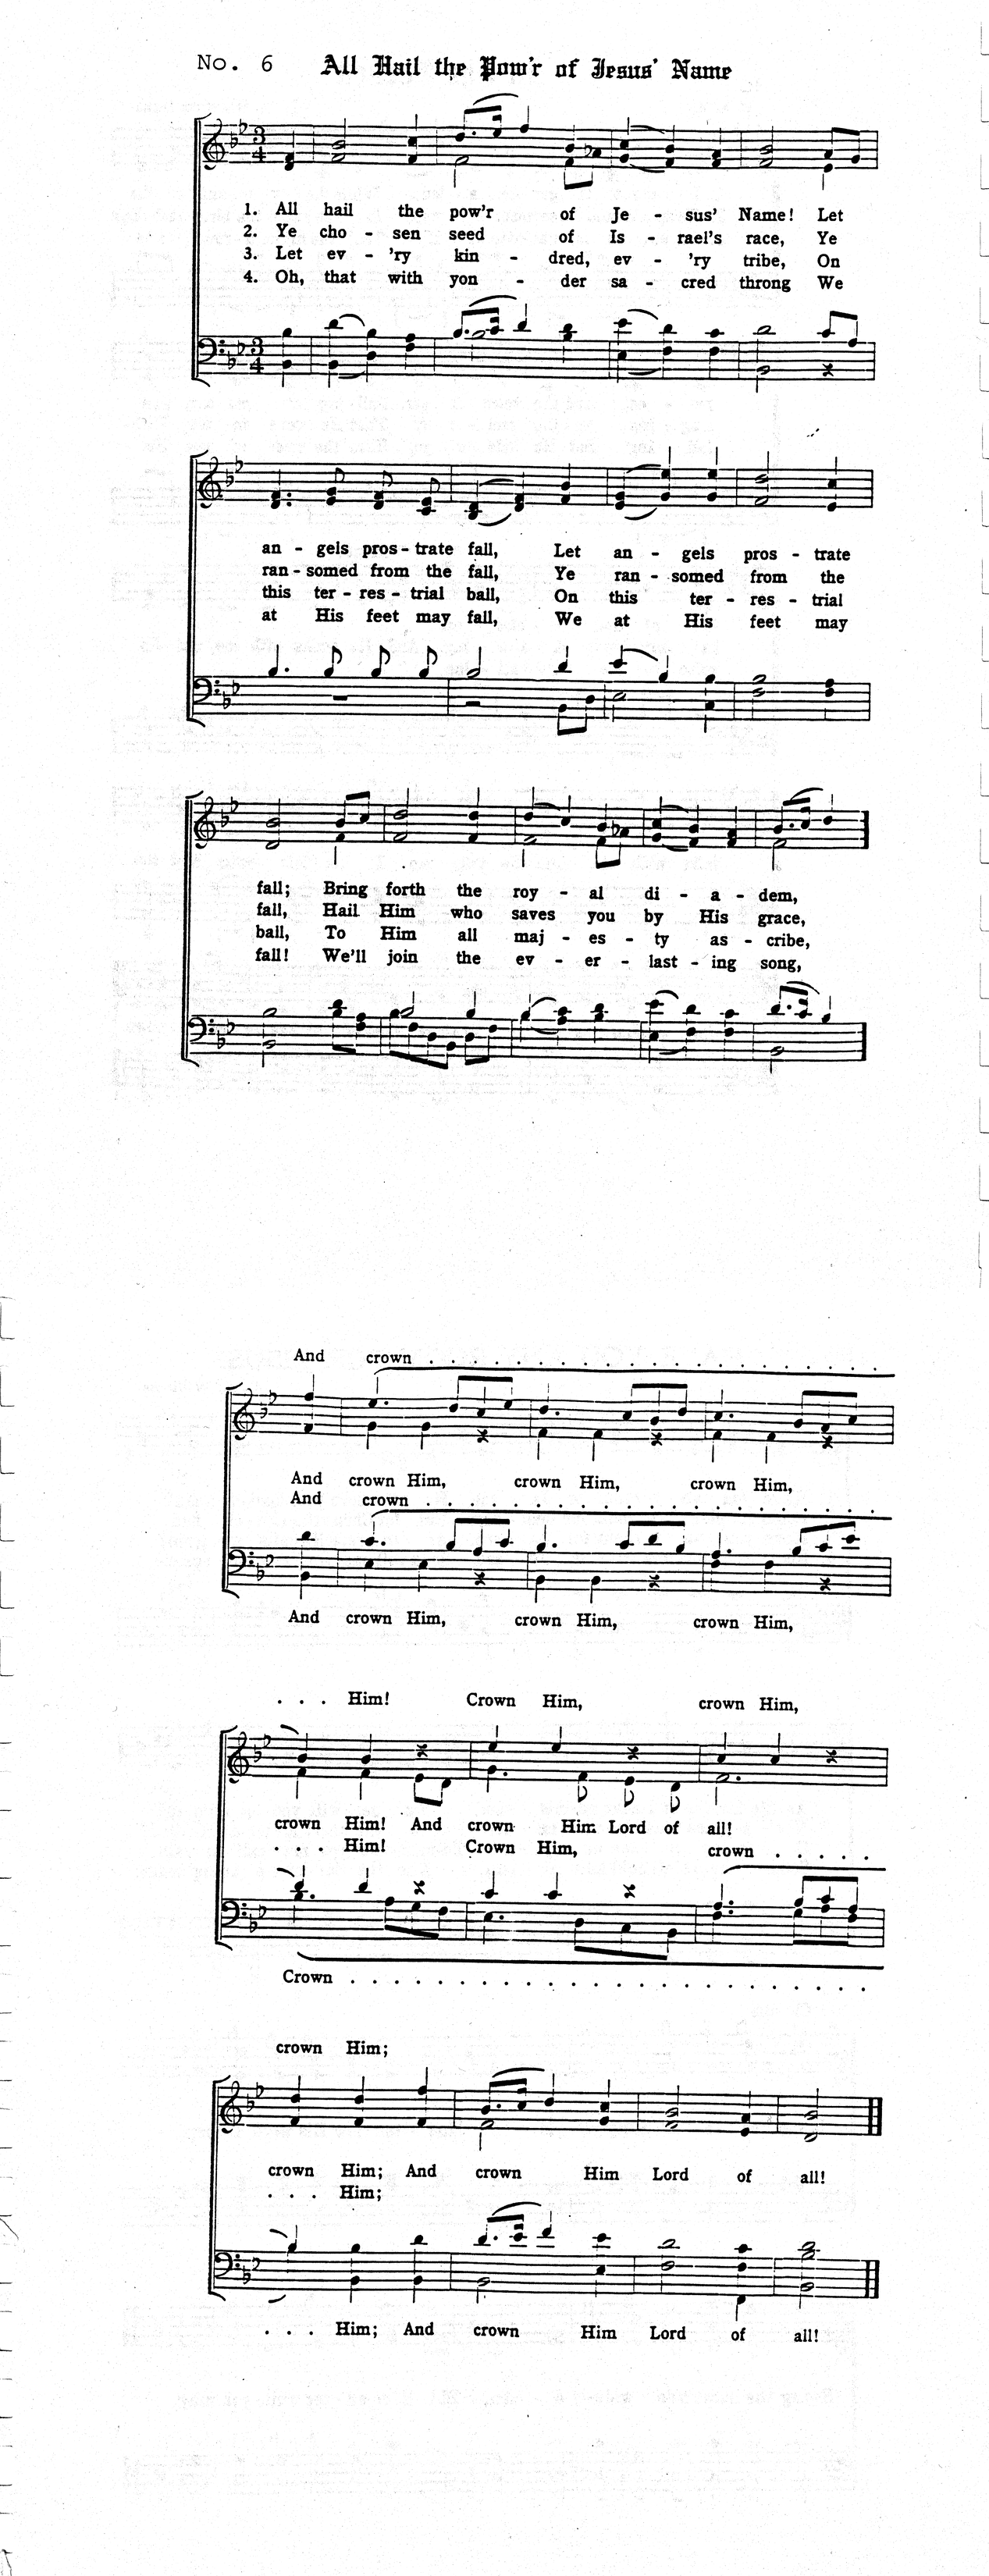 No. 6 All Hail the Pow'r of Jesus' Name
1. All hail the pow'r of Je - sus' Name! Let
2. Ye cho - sen seed of Is - rael's race, Ye
3. Let ev - 'ry kin - dred, ev - 'ry tribe, On
4. Oh, that with yon - der sa - cred throng We
an - gels pros - trate fall, Let an - gels pros - trate
ran - somed from the fall, Ye ran - somed from the
this ter - res - trial ball, On this ter - res - trial
at His feet may fall, We at His feet may
fall; Bring forth the roy - al di - a - dem,
fall, Hail Him who saves you by His grace,
ball, To Him all maj - es - ty as - cribe,
fall! We'll join the ev - er - last - ing song,
And crown . . . . . . . . . . . . . . . . . . . .
And crown Him, crown Him, crown Him,
And crown . . . . . . . . . . . . . . . . . . . .
And crown Him, crown Him, crown Him,
. . . Him! Crown Him, crown Him,
crown Him! And crown Him Lord of all!
. . . Him! Crown Him, crown . . . . .
Crown . . . . . . . . . . . . . . . . . . . . . . .
crown Him;
crown Him; And crown Him Lord of all!
. . . Him;
. . . Him; And crown Him Lord of all!